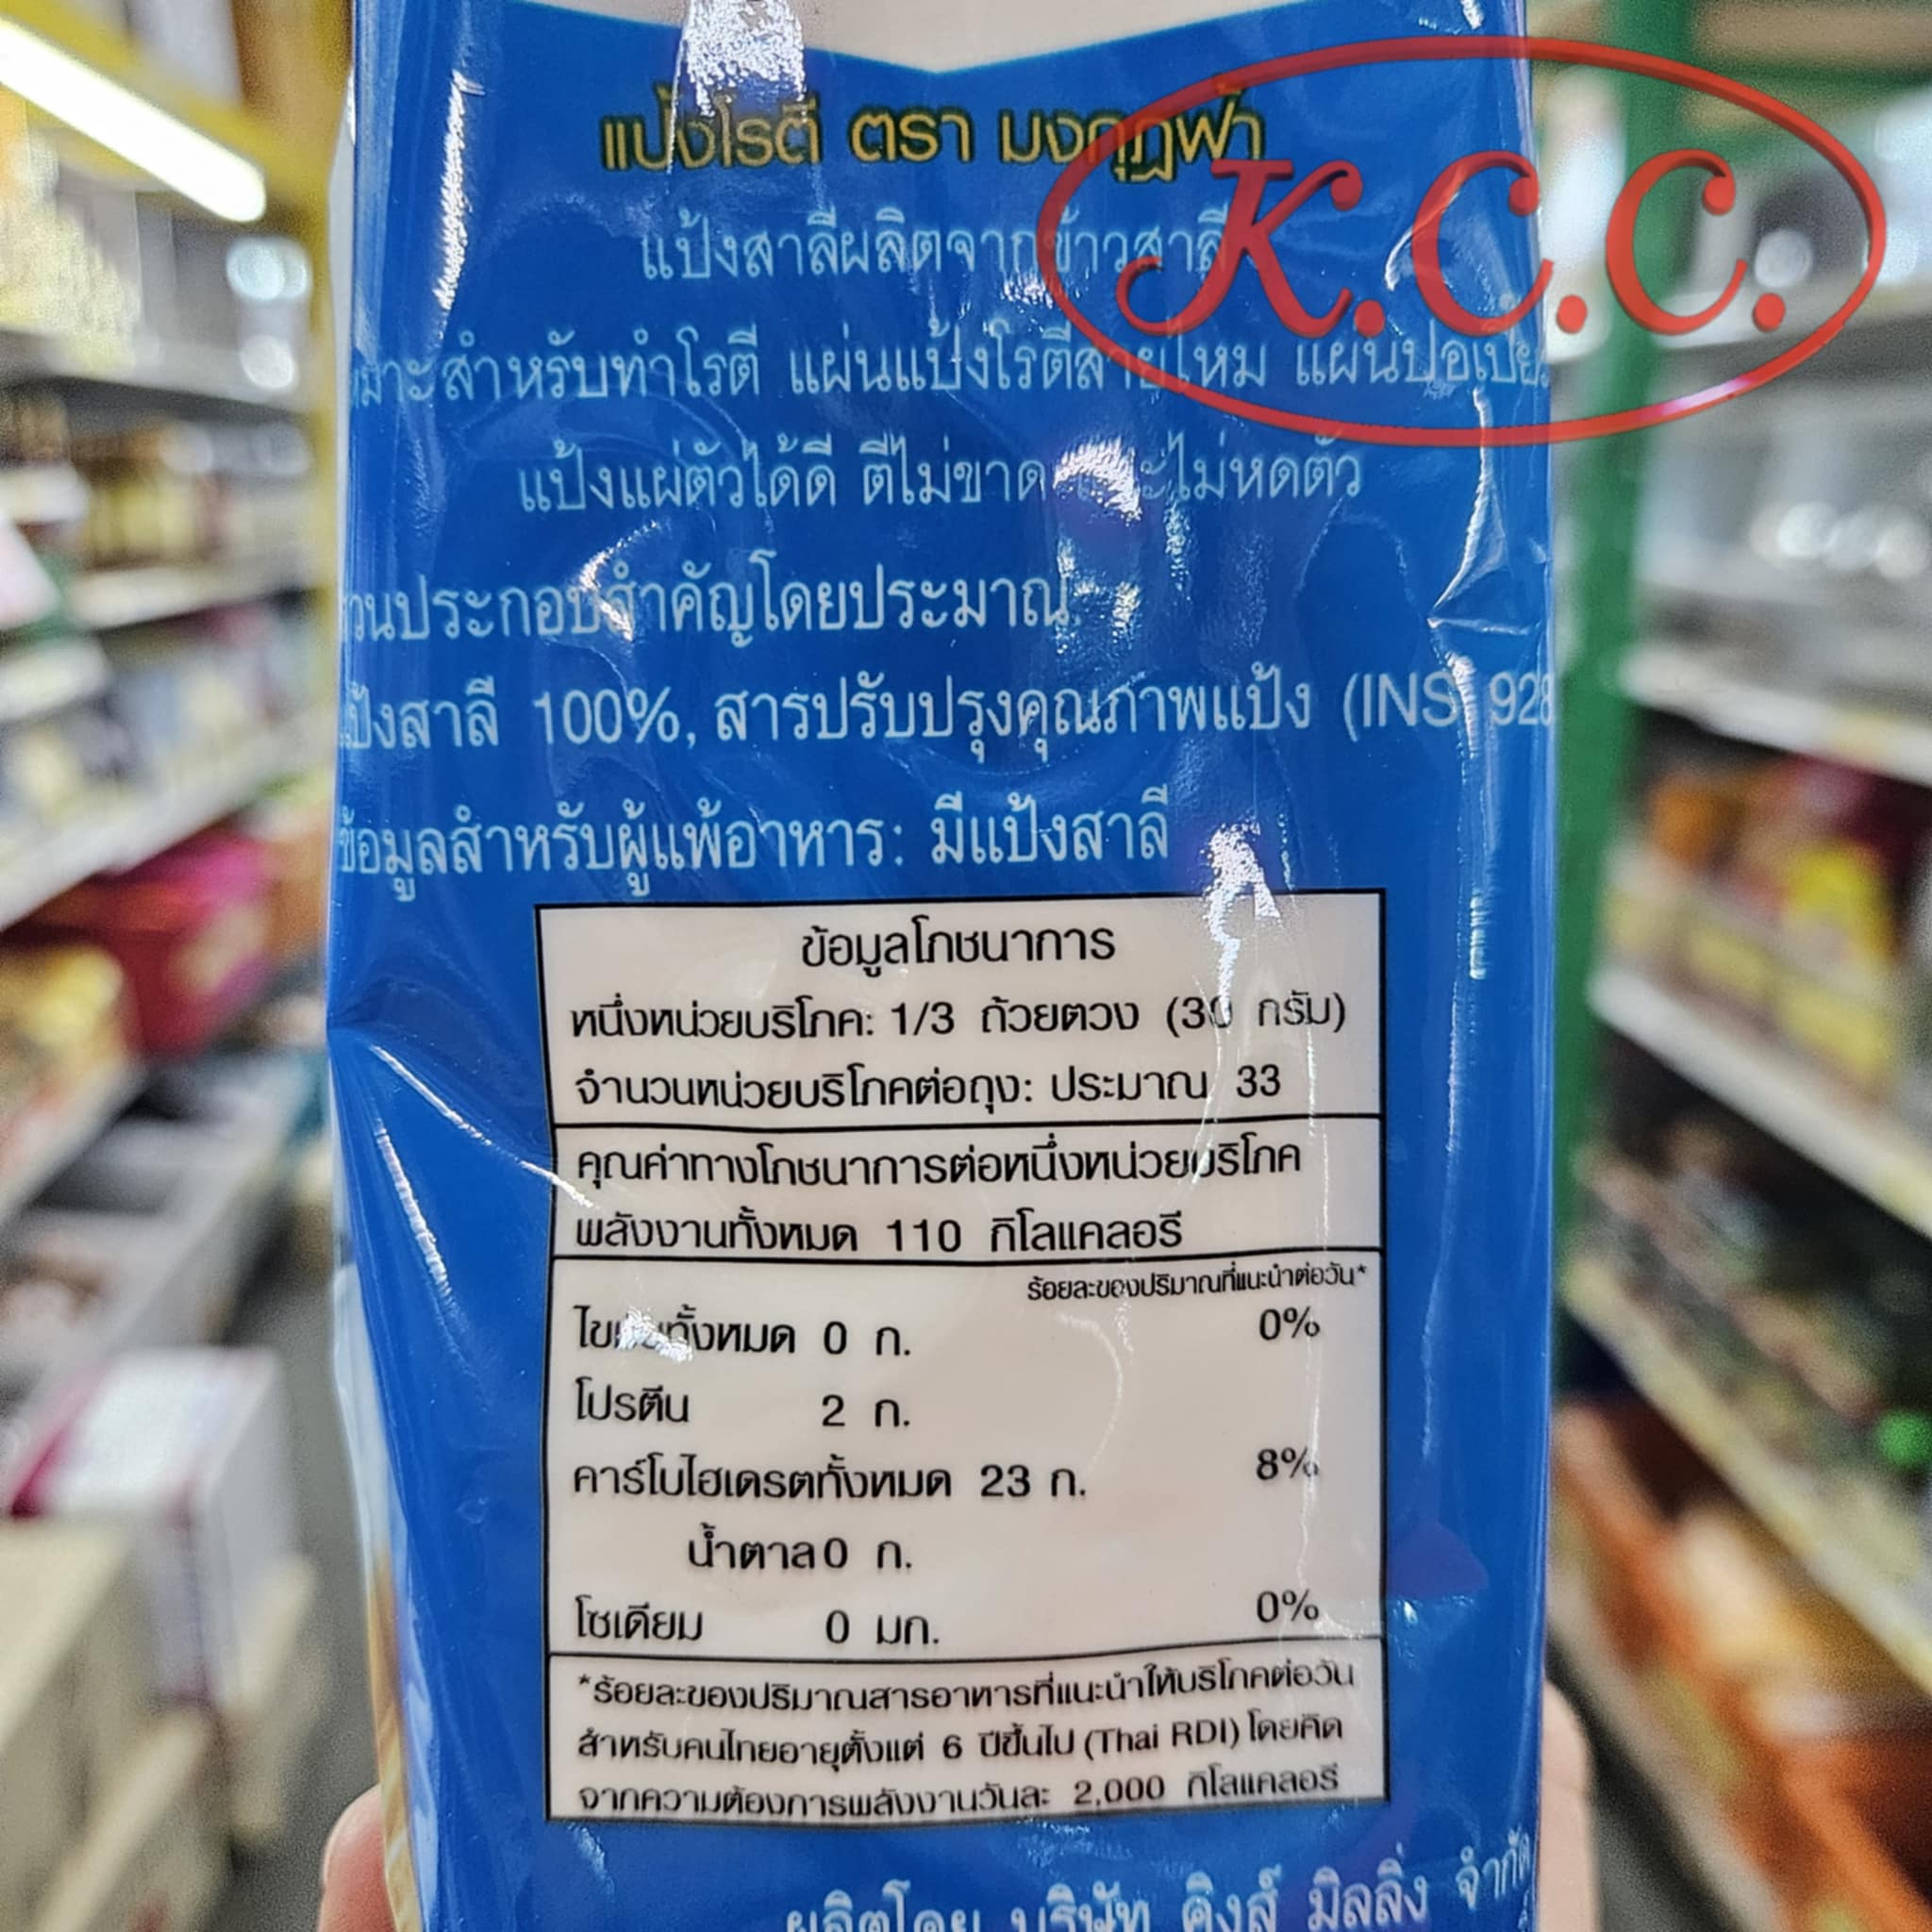 แป้งโรตี ตรา มงกุฎฟ้า
K.C.C.
แป้งสาลีผลิตจากข้าวสาลี
สำหรับทำโรตี แผ่นแป้งโรตีสายไหม แผ่นปอเปี๊ยะ
แป้งแผ่ตัวได้ดี ตีไม่ขาด และไม่หดตัว
ส่วนประกอบสำคัญโดยประมาณ
แป้งสาลี 100%, สารปรับปรุงคุณภาพแป้ง (INS 928
ข้อมูลสำหรับผู้แพ้อาหาร: มีแป้งสาลี
ข้อมูลโภชนาการ
หนึ่งหน่วยบริโภค: 1/3 ถ้วยตวง (30 กรัม)
จำนวนหน่วยบริโภคต่อถุง: ประมาณ 33
คุณค่าทางโภชนาการต่อหนึ่งหน่วยบริโภค
พลังงานทั้งหมด 110 กิโลแคลอรี
ร้อยละของปริมาณที่แนะนำต่อวัน*
ไขมันทั้งหมด 0 ก. 0%
โปรตีน 2 ก.
คาร์โบไฮเดรตทั้งหมด 23 ก. 8%
น้ำตาล 0 ก.
โซเดียม 0 มก. 0%
*ร้อยละของปริมาณสารอาหารที่แนะนำให้บริโภคต่อวัน
สำหรับคนไทยอายุตั้งแต่ 6 ปีขึ้นไป (Thai RDI) โดยคิด
จากความต้องการพลังงานวันละ 2,000 กิโลแคลอรี
ผลิตโดย บริษัท คิงส์ มิลลิ่ง จำกัด